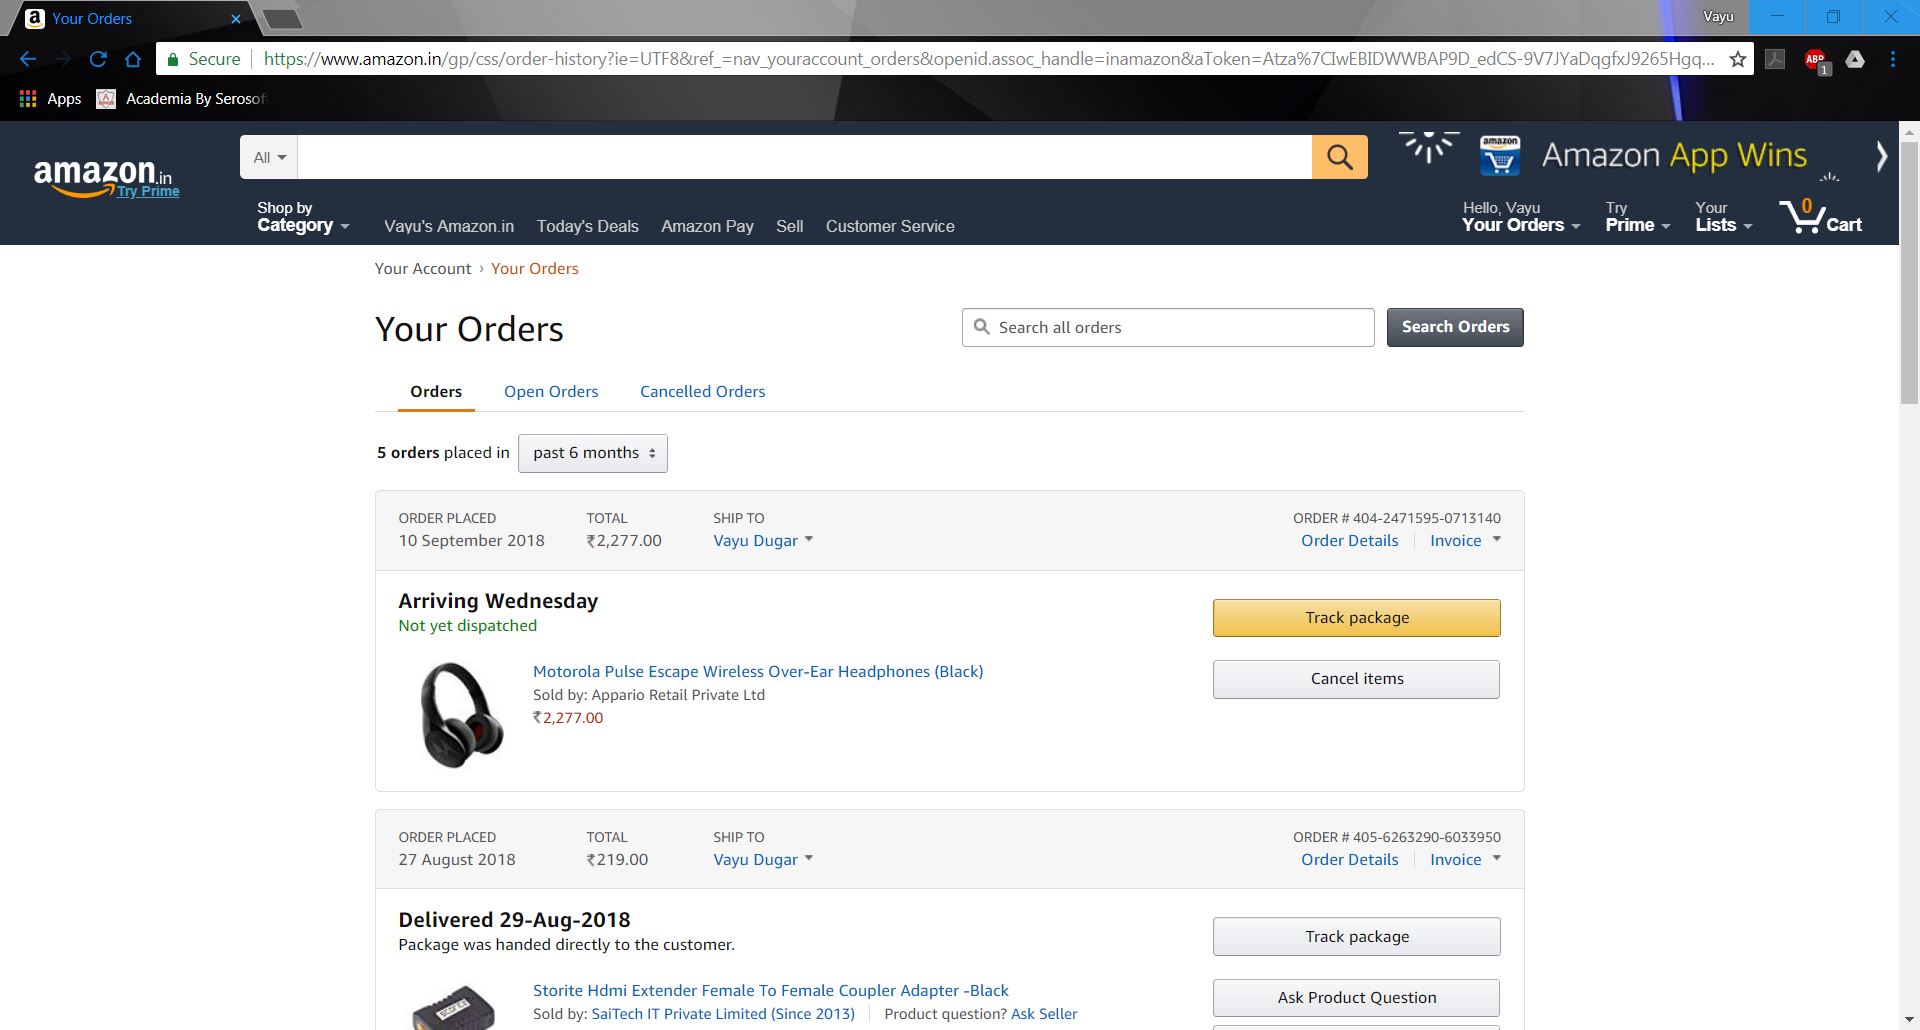 Your Orders
Vayu
Secure
https://www.amazon.in/gp/css/order-history?ie=UTF8&ref_=nav_youraccount_orders&openid.assoc_handle=inamazon&aToken=Atza%7CIwEBIDWWBAP9D_edCS-9V7JYaDqgfxJ9265Hgq...
ABP
1
Apps
Academia By Serosof
amazon.in
Try Prime
All
amazon
Amazon App Wins
Shop by
Category
Vayu's Amazon.in
Today's Deals
Amazon Pay
Sell
Customer Service
Hello, Vayu
Your Orders
Try
Prime
Your
Lists
0
Cart
Your Account › Your Orders
Your Orders
Search all orders
Search Orders
Orders
Open Orders
Cancelled Orders
5 orders placed in past 6 months
ORDER PLACED
10 September 2018
TOTAL
₹2,277.00
SHIP TO
Vayu Dugar
ORDER # 404-2471595-0713140
Order Details
Invoice
Arriving Wednesday
Not yet dispatched
Track package
Motorola Pulse Escape Wireless Over-Ear Headphones (Black)
Sold by: Appario Retail Private Ltd
₹2,277.00
Cancel items
ORDER PLACED
27 August 2018
TOTAL
₹219.00
SHIP TO
Vayu Dugar
ORDER # 405-6263290-6033950
Order Details
Invoice
Delivered 29-Aug-2018
Package was handed directly to the customer.
Track package
Storite Hdmi Extender Female To Female Coupler Adapter -Black
Sold by: SaiTech IT Private Limited (Since 2013)
Product question? Ask Seller
Ask Product Question